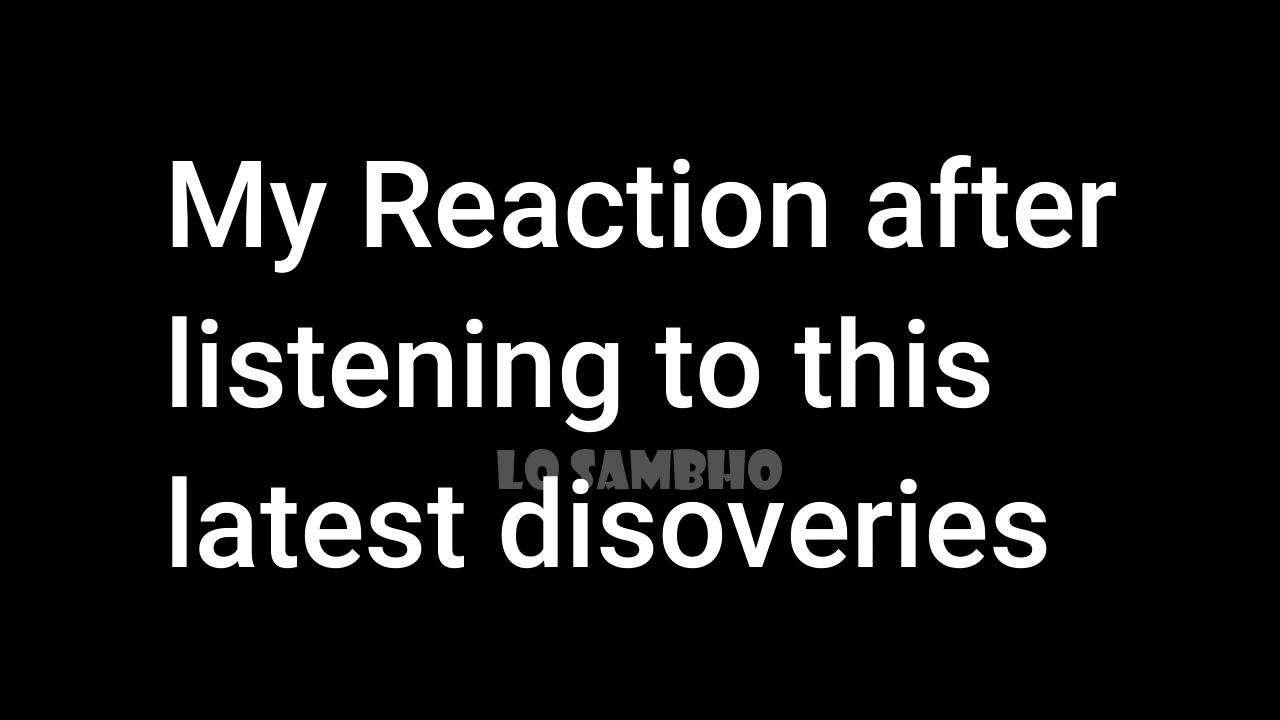 My Reaction after
listening to this
LO SAMBHO
latest disoveries